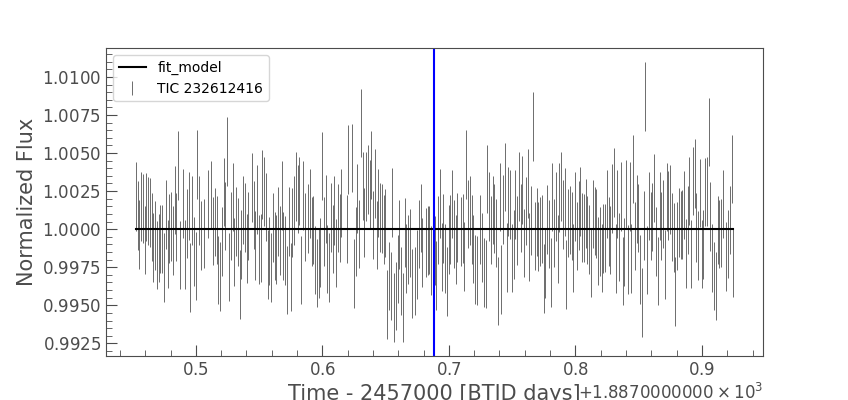 fit_model
TIC 232612416
Normalized Flux
1.0100
1.0075
1.0050
1.0025
1.0000
0.9975
0.9950
0.9925
0.5
0.6
0.7
0.8
0.9
Time - 2457000 [BTJD days]
+1.8870000000 × 10³